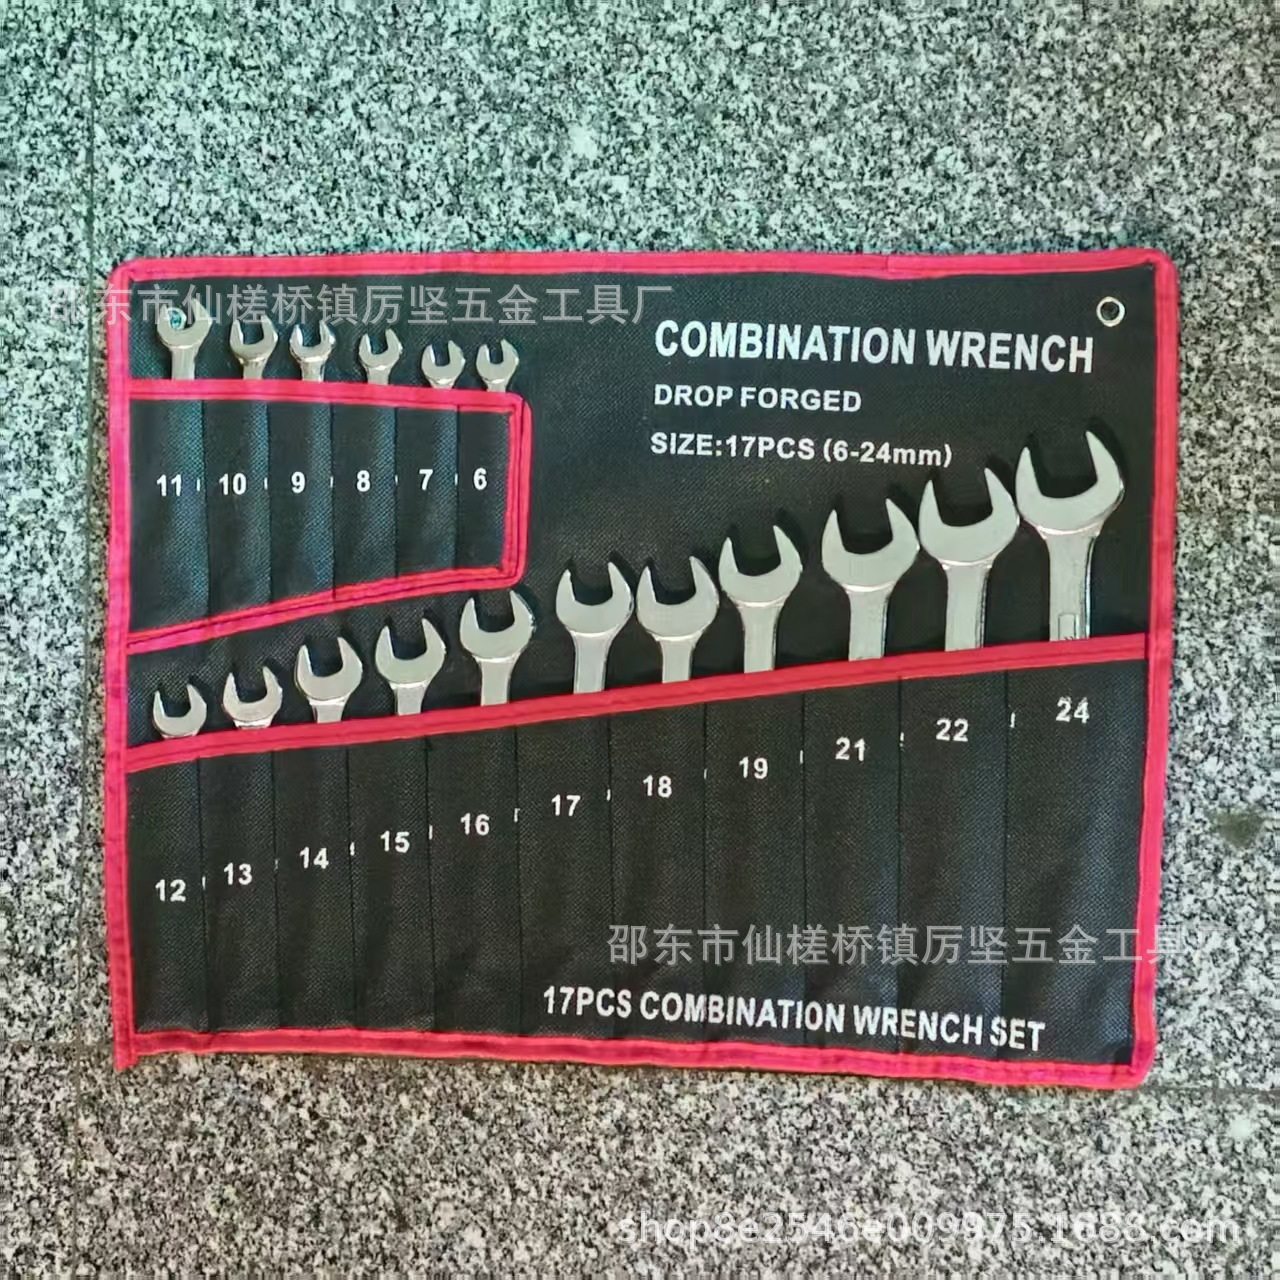 邵东市仙槎桥镇厉坚五金工具厂
COMBINATION WRENCH
DROP FORGED
SIZE:17PCS (6-24mm)
11 10 9 8 7 6
12 13 14 15 16 17 18 19 21 22 24
邵东市仙槎桥镇厉坚五金工具厂
17PCS COMBINATION WRENCH SET
shop8e2546e009875.1688.com